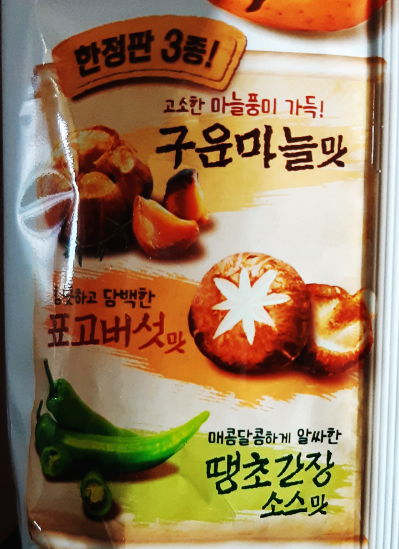 한정판 3종!
고소한 마늘풍미 가득!
구운마늘맛
담백한
표고버섯맛
매콤달콤하게 알싸한
땡초간장
소스맛